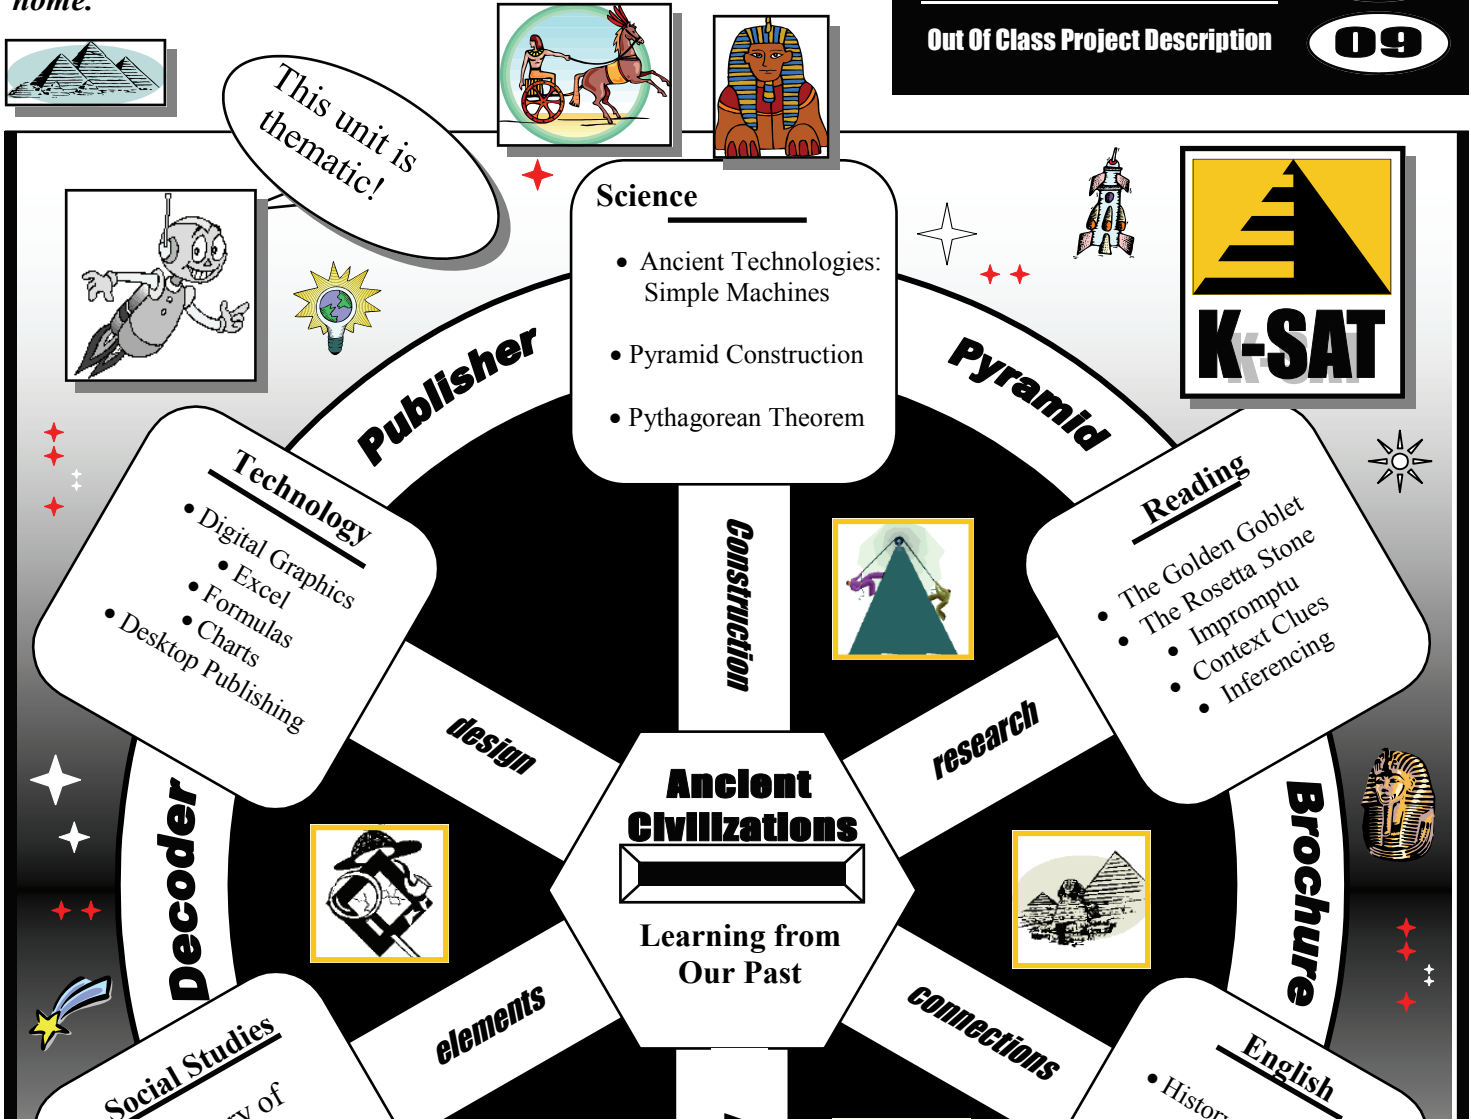 home.
Out Of Class Project Description
09
This unit is
thematic!
K-SAT
Science
• Ancient Technologies:
Simple Machines
• Pyramid Construction
• Pythagorean Theorem
Publisher
Pyramid
Technology
• Digital Graphics
• Excel
• Formulas
• Charts
• Desktop Publishing
Reading
• The Golden Goblet
• The Rosetta Stone
• Impromptu
• Context Clues
• Inferencing
Construction
design
research
Ancient
Civilizations
Learning from
Our Past
Decoder
Brochure
elements
connections
Social Studies
of
English